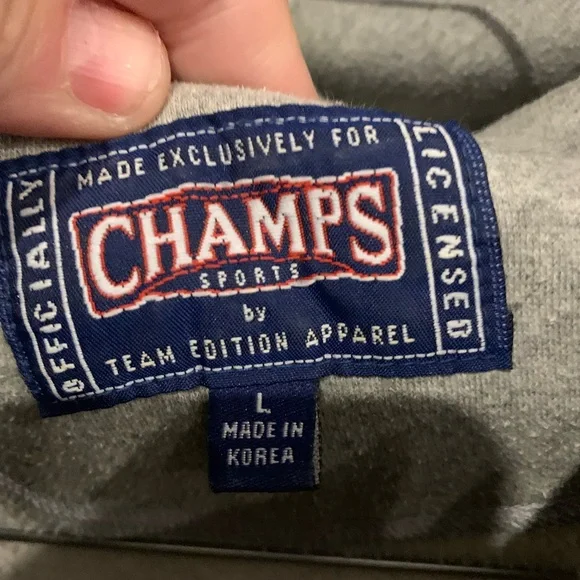 MADE EXCLUSIVELY FOR
OFFICIALLY
CHAMPS
SPORTS
LICENSED
by
TEAM EDITION APPAREL
L
MADE IN
KOREA